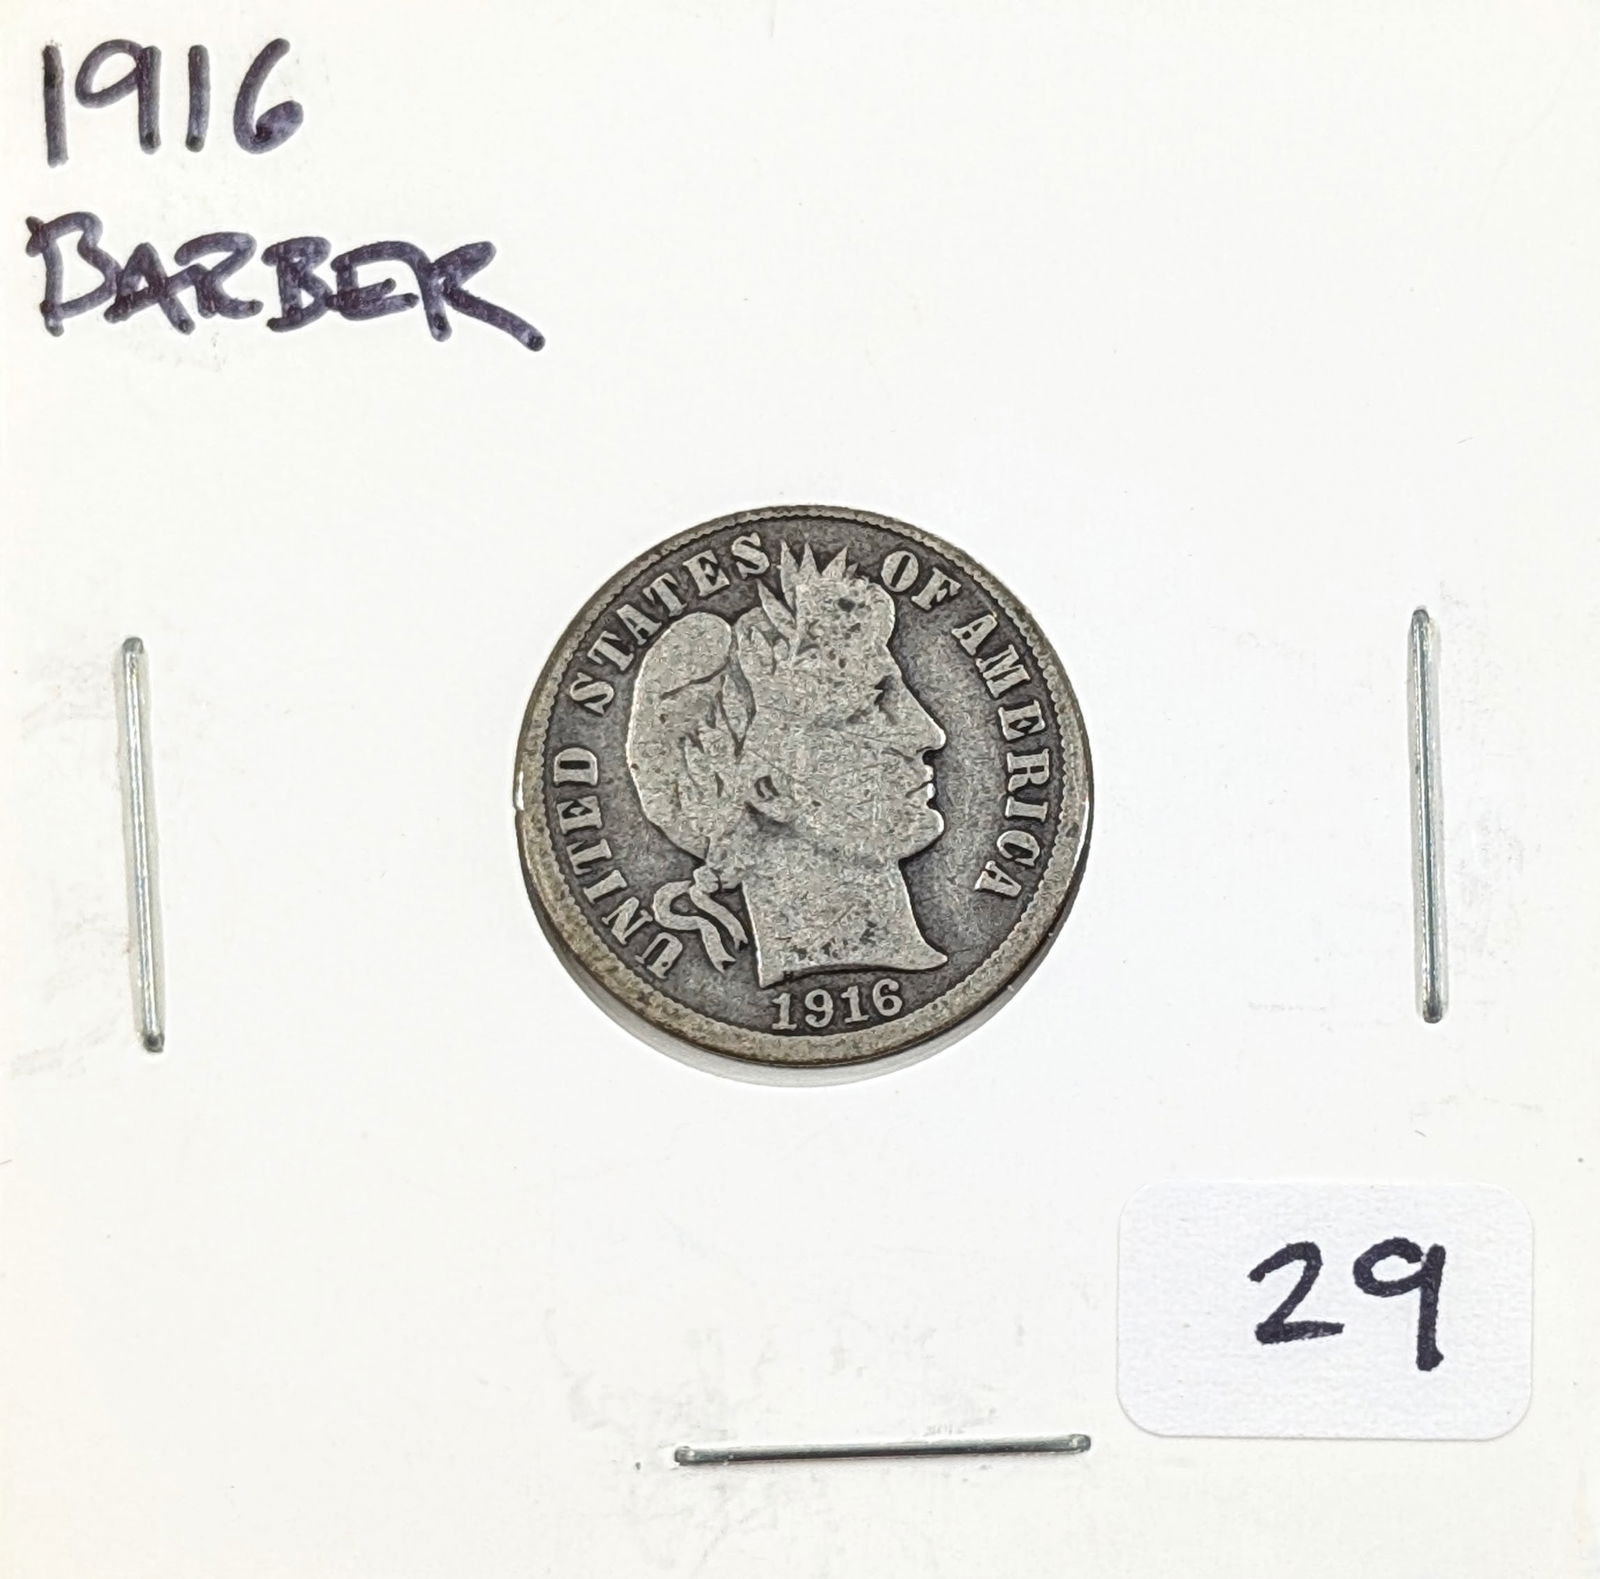 1916
BARBER
UNITED STATES OF AMERICA
1916
29